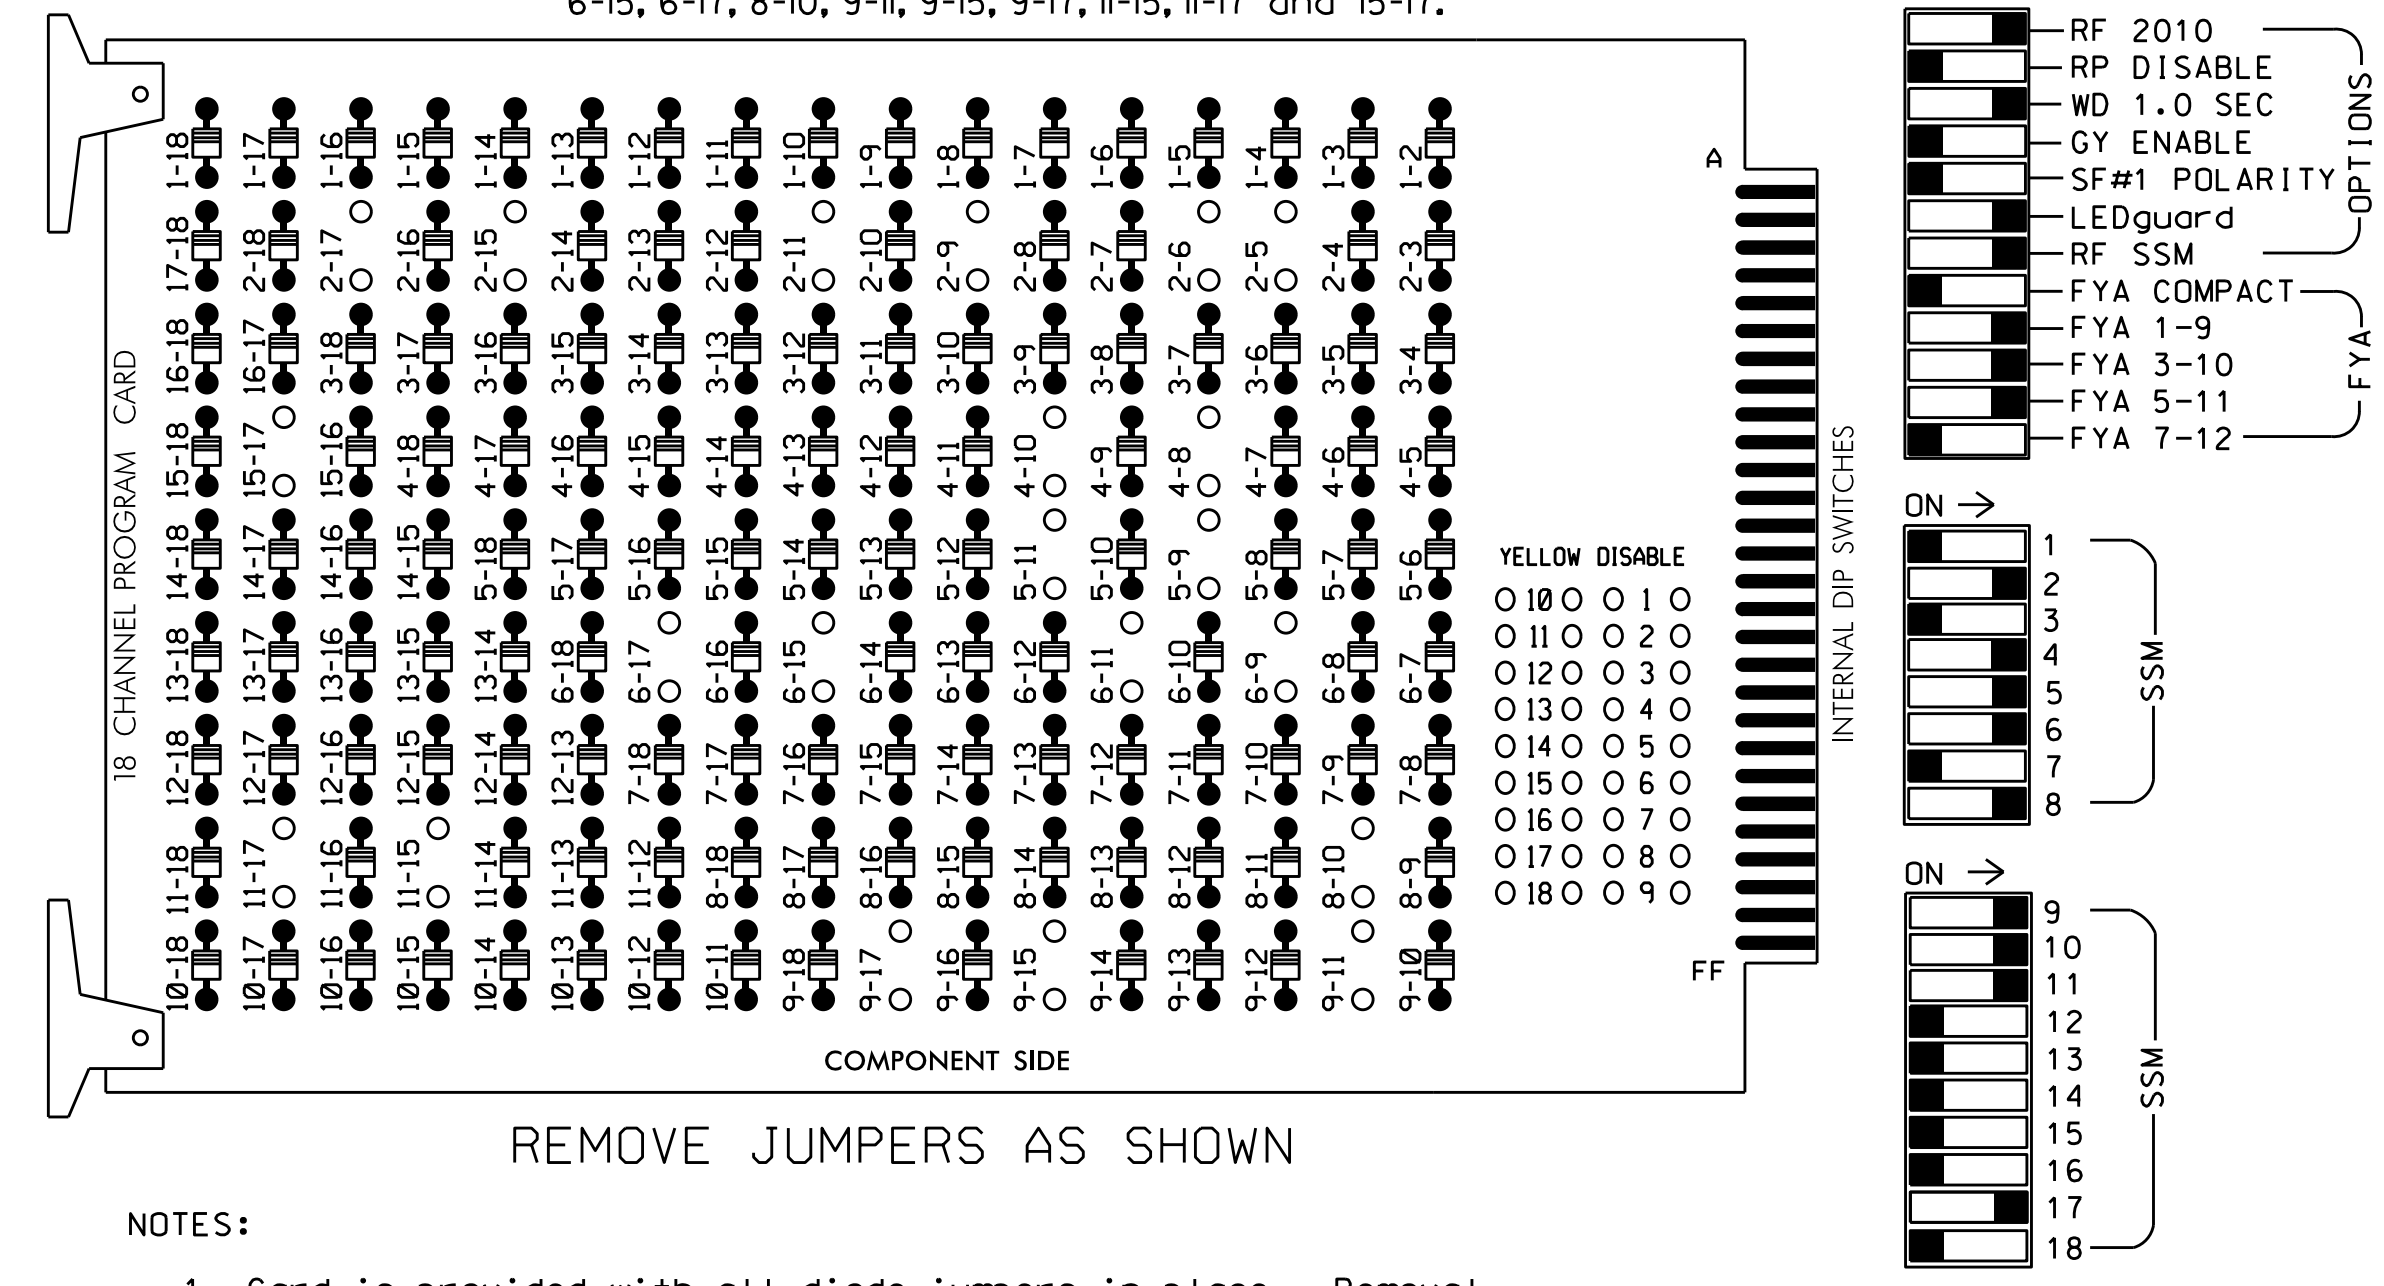 6-15, 6-17, 8-10, 9-11, 9-15, 9-17, 11-15, 11-17 and 15-17.
18 CHANNEL PROGRAM CARD
1-18 1-17 1-16 1-15 1-14 1-13 1-12 1-11 1-10 1-9 1-8 1-7 1-6 1-5 1-4 1-3 1-2
17-18 2-18 2-17 2-16 2-15 2-14 2-13 2-12 2-11 2-10 2-9 2-8 2-7 2-6 2-5 2-4 2-3
16-18 16-17 3-18 3-17 3-16 3-15 3-14 3-13 3-12 3-11 3-10 3-9 3-8 3-7 3-6 3-5 3-4
15-18 15-17 15-16 4-18 4-17 4-16 4-15 4-14 4-13 4-12 4-11 4-10 4-9 4-8 4-7 4-6 4-5
14-18 14-17 14-16 14-15 5-18 5-17 5-16 5-15 5-14 5-13 5-12 5-11 5-10 5-9 5-8 5-7 5-6
13-18 13-17 13-16 13-15 13-14 6-18 6-17 6-16 6-15 6-14 6-13 6-12 6-11 6-10 6-9 6-8 6-7
12-18 12-17 12-16 12-15 12-14 12-13 7-18 7-17 7-16 7-15 7-14 7-13 7-12 7-11 7-10 7-9 7-8
11-18 11-17 11-16 11-15 11-14 11-13 11-12 8-18 8-17 8-16 8-15 8-14 8-13 8-12 8-11 8-10 8-9
10-18 10-17 10-16 10-15 10-14 10-13 10-12 10-11 9-18 9-17 9-16 9-15 9-14 9-13 9-12 9-11 9-10
COMPONENT SIDE
A
YELLOW DISABLE
10 1
11 2
12 3
13 4
14 5
15 6
16 7
17 8
18 9
FF
INTERNAL DIP SWITCHES
RF 2010
RP DISABLE
WD 1.0 SEC
GY ENABLE
SF#1 POLARITY
LEDguard
RF SSM
OPTIONS
FYA COMPACT
FYA 1-9
FYA 3-10
FYA 5-11
FYA 7-12
FYA
ON →
1
2
3
4
5
6
7
8
SSM
ON →
9
10
11
12
13
14
15
16
17
18
SSM
REMOVE JUMPERS AS SHOWN
NOTES:
1. Card is provided with all diode jumpers in place. Removal